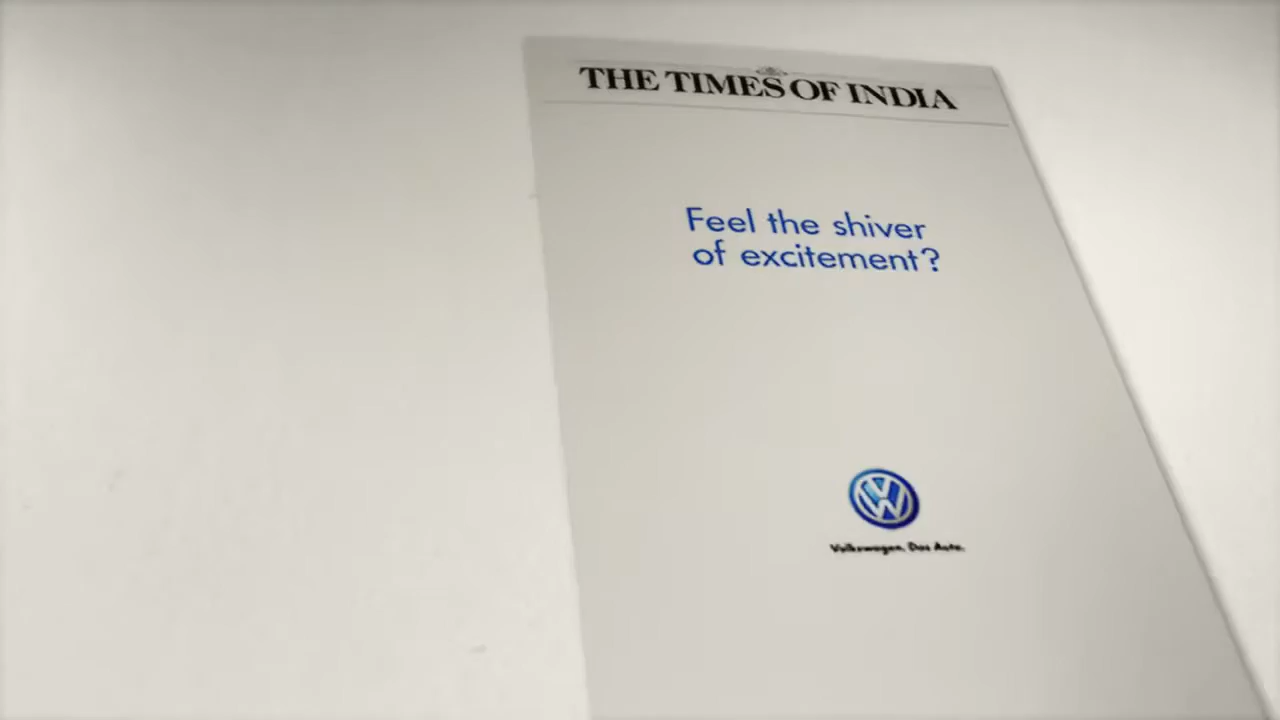 THE TIMES OF INDIA
Feel the shiver
of excitement?
Volkswagen. Das Auto.